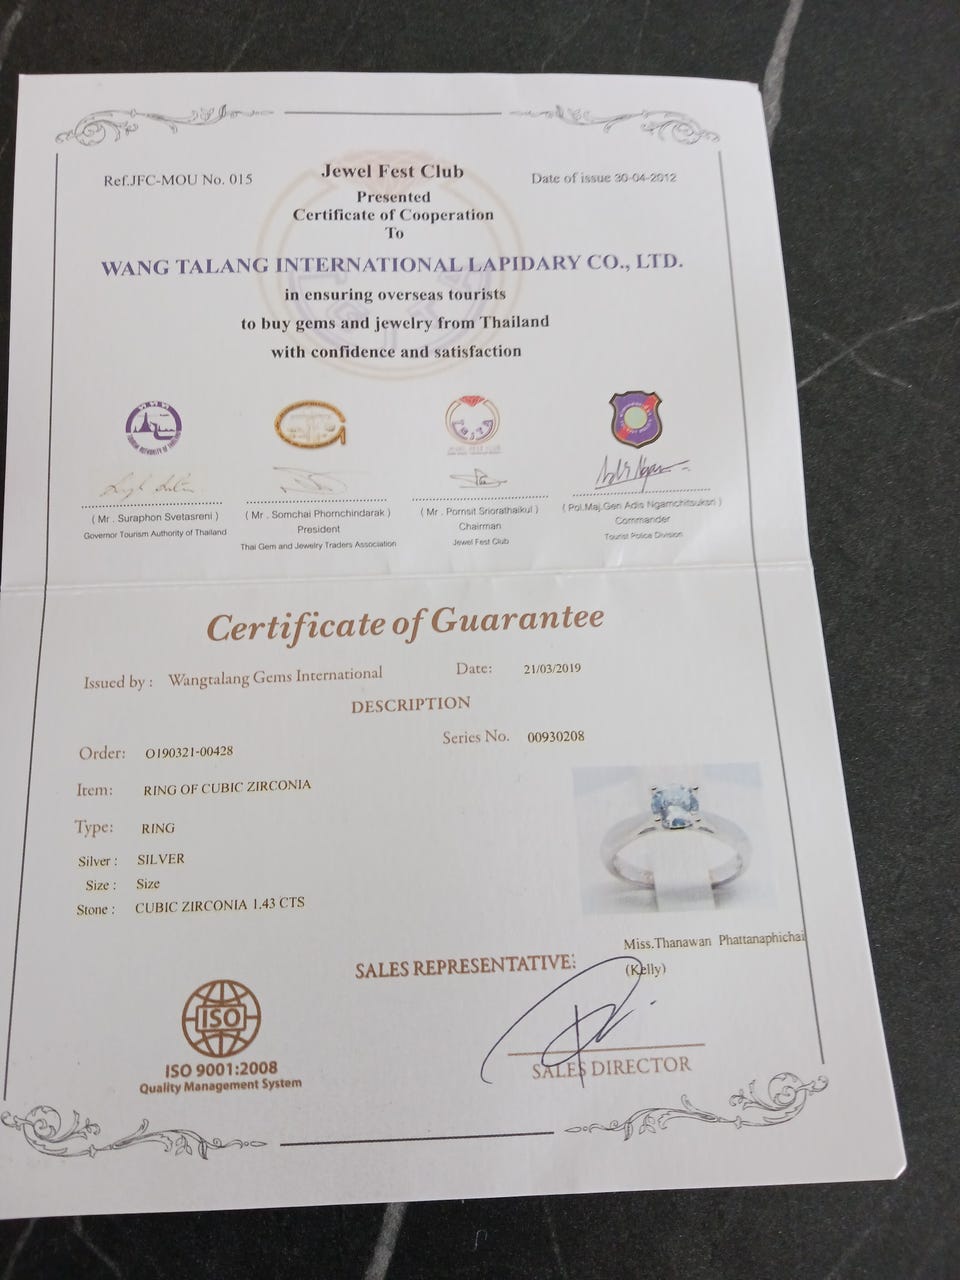 Ref.JFC-MOU No. 015
Jewel Fest Club
Date of issue 30-04-2012
Presented
Certificate of Cooperation
To
WANG TALANG INTERNATIONAL LAPIDARY CO., LTD.
in ensuring overseas tourists
to buy gems and jewelry from Thailand
with confidence and satisfaction
( Mr . Suraphon Svetasreni )
Governor Tourism Authority of Thailand
( Mr . Somchai Phornchindarak )
President
Thai Gem and Jewelry Traders Association
( Mr . Pornsit Sriorathaikul )
Chairman
Jewel Fest Club
( Pol.Maj.Gen Adis Ngamchitsuksri )
Commander
Tourist Police Division
Certificate of Guarantee
Issued by : Wangtalang Gems International
Date: 21/03/2019
DESCRIPTION
Order: O190321-00428
Series No. 00930208
Item: RING OF CUBIC ZIRCONIA
Type: RING
Silver : SILVER
Size : Size
Stone : CUBIC ZIRCONIA 1.43 CTS
SALES REPRESENTATIVE:
Miss.Thanawan Phattanaphichai
(Kelly)
SALES DIRECTOR
ISO
ISO 9001:2008
Quality Management System